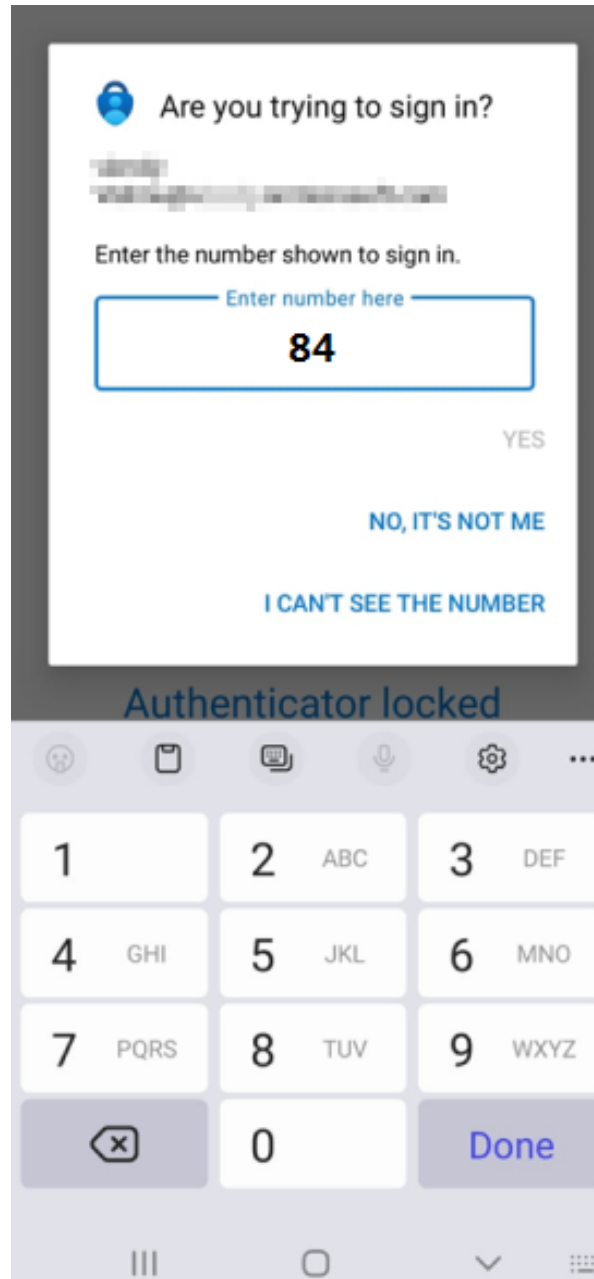 Are you trying to sign in?
Enter the number shown to sign in.
Enter number here
84
YES
NO, IT'S NOT ME
I CAN'T SEE THE NUMBER
Authenticator locked
1 2 ABC 3 DEF
4 GHI 5 JKL 6 MNO
7 PQRS 8 TUV 9 WXYZ
0 Done